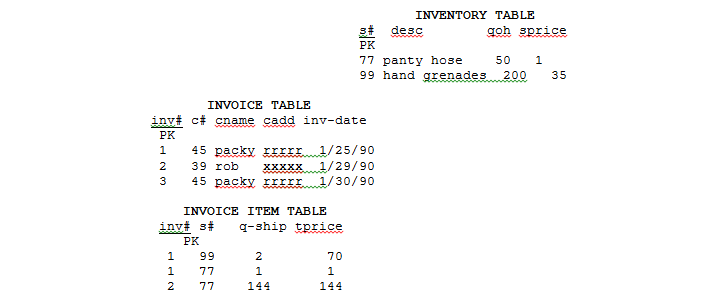 INVENTORY TABLE
s# desc qoh sprice
PK
77 panty hose 50 1
99 hand grenades 200 35
INVOICE TABLE
inv# c# cname cadd inv-date
PK
1 45 packy rrrrr 1/25/90
2 39 rob xxxxx 1/29/90
3 45 packy rrrrr 1/30/90
INVOICE ITEM TABLE
inv# s# q-ship tprice
PK
1 99 2 70
1 77 1 1
2 77 144 144